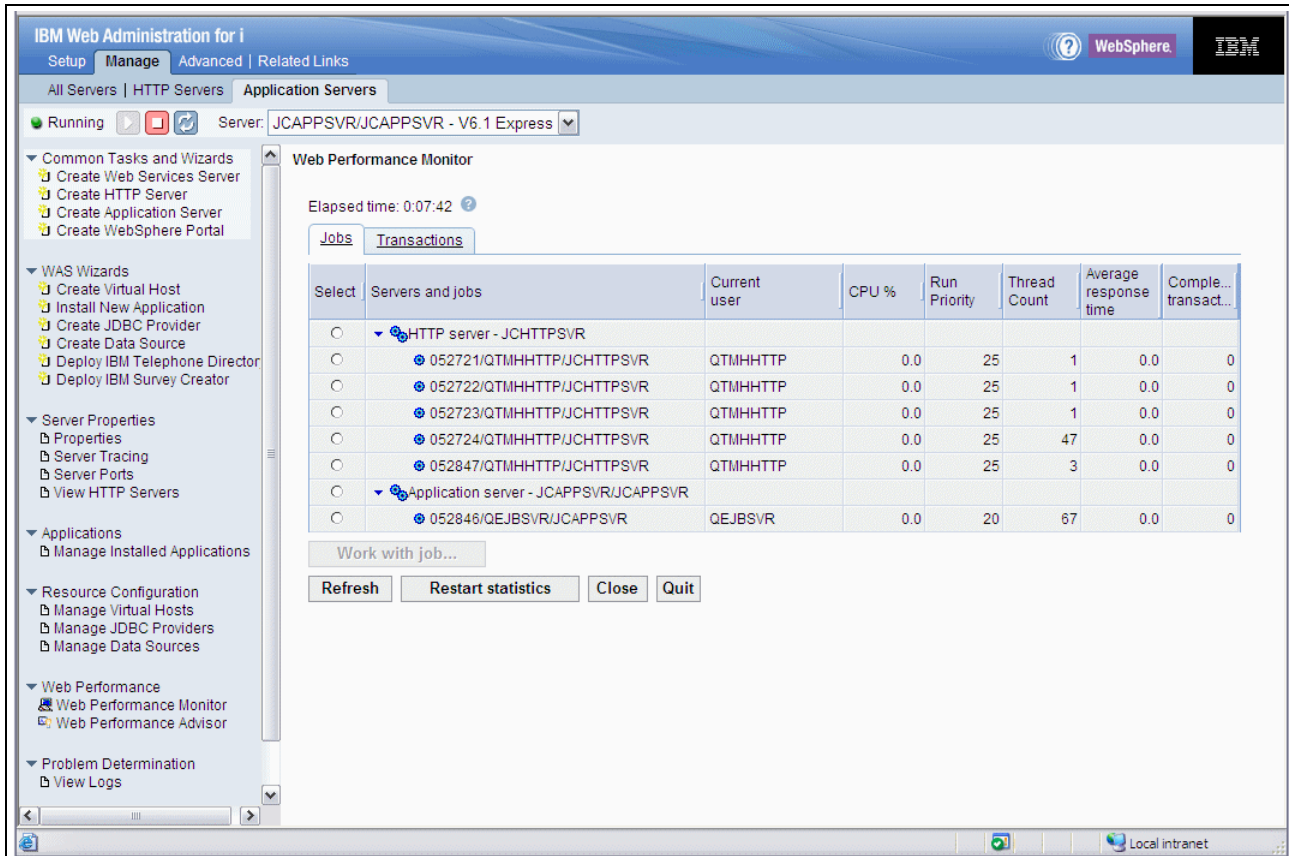 IBM Web Administration for i
Setup Manage Advanced | Related Links
WebSphere. IBM
All Servers | HTTP Servers Application Servers
Running Server: JCAPPSVR/JCAPPSVR - V6.1 Express
Common Tasks and Wizards
Create Web Services Server
Create HTTP Server
Create Application Server
Create WebSphere Portal
WAS Wizards
Create Virtual Host
Install New Application
Create JDBC Provider
Create Data Source
Deploy IBM Telephone Director
Deploy IBM Survey Creator
Server Properties
Properties
Server Tracing
Server Ports
View HTTP Servers
Applications
Manage Installed Applications
Resource Configuration
Manage Virtual Hosts
Manage JDBC Providers
Manage Data Sources
Web Performance
Web Performance Monitor
Web Performance Advisor
Problem Determination
View Logs
Web Performance Monitor
Elapsed time: 0:07:42 ?
Jobs Transactions
Select Servers and jobs Current user CPU % Run Priority Thread Count Average response time Comple... transact...
HTTP server - JCHTTPSVR
052721/QTMHHTTP/JCHTTPSVR QTMHHTTP 0.0 25 1 0.0 0
052722/QTMHHTTP/JCHTTPSVR QTMHHTTP 0.0 25 1 0.0 0
052723/QTMHHTTP/JCHTTPSVR QTMHHTTP 0.0 25 1 0.0 0
052724/QTMHHTTP/JCHTTPSVR QTMHHTTP 0.0 25 47 0.0 0
052847/QTMHHTTP/JCHTTPSVR QTMHHTTP 0.0 25 3 0.0 0
Application server - JCAPPSVR/JCAPPSVR
052846/QEJBSVR/JCAPPSVR QEJBSVR 0.0 20 67 0.0 0
Work with job...
Refresh Restart statistics Close Quit
Local intranet